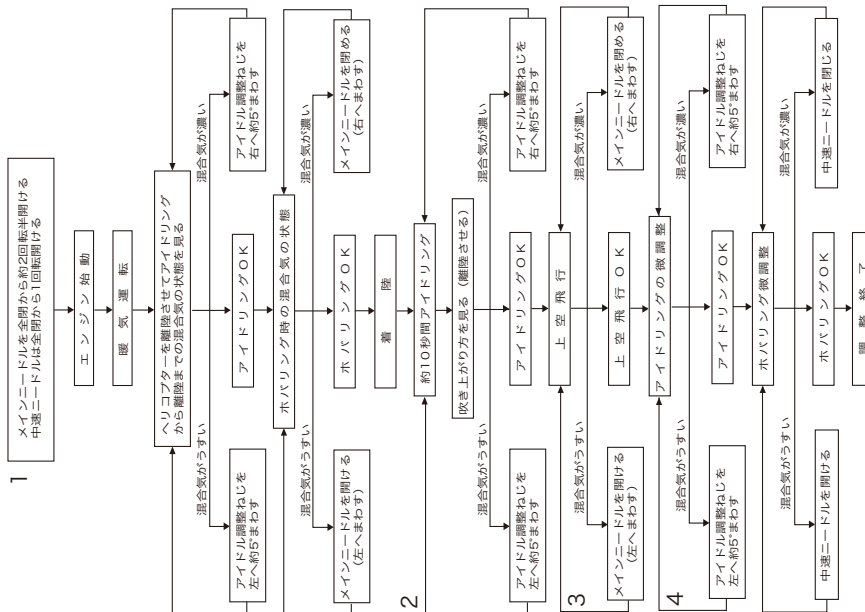 1
メインニードルを全閉から約2回転半開ける
中速ニードルは全閉から1回転開ける
エンジン始動
暖気運転
ヘリコプターを離陸させてアイドリング
から離陸までの混合気の状態を見る
混合気がうすい
混合気が濃い
アイドル調整ねじを
左へ約5°まわす
アイドリングOK
アイドル調整ねじを
右へ約5°まわす
ホバリング時の混合気の状態
混合気がうすい
混合気が濃い
メインニードルを開ける
(左へまわす)
ホバリングOK
メインニードルを閉める
(右へまわす)
着陸
2
約10秒間アイドリング
吹き上がり方を見る(離陸させる)
混合気がうすい
混合気が濃い
アイドル調整ねじを
左へ約5°まわす
アイドリングOK
アイドル調整ねじを
右へ約5°まわす
3
上空飛行
混合気がうすい
混合気が濃い
メインニードルを開ける
(左へまわす)
上空飛行OK
メインニードルを閉める
(右へまわす)
4
アイドリングの微調整
混合気がうすい
混合気が濃い
アイドル調整ねじを
左へ約5°まわす
アイドリングOK
アイドル調整ねじを
右へ約5°まわす
ホバリング微調整
混合気がうすい
混合気が濃い
中速ニードルを開ける
ホバリングOK
中速ニードルを閉じる
調整終了